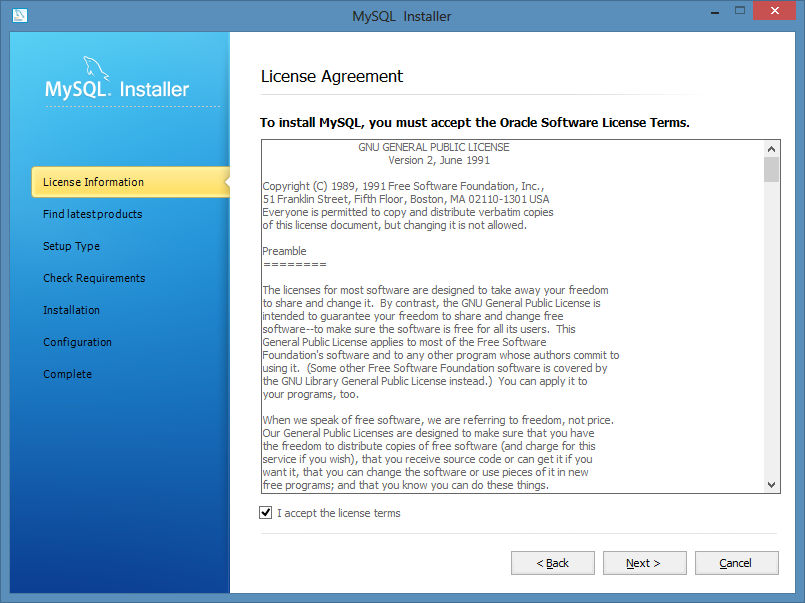 MySQL Installer
MySQL. Installer
License Information
Find latest products
Setup Type
Check Requirements
Installation
Configuration
Complete
License Agreement
To install MySQL, you must accept the Oracle Software License Terms.
GNU GENERAL PUBLIC LICENSE
Version 2, June 1991
Copyright (C) 1989, 1991 Free Software Foundation, Inc.,
51 Franklin Street, Fifth Floor, Boston, MA 02110-1301 USA
Everyone is permitted to copy and distribute verbatim copies
of this license document, but changing it is not allowed.
Preamble
========
The licenses for most software are designed to take away your freedom
to share and change it. By contrast, the GNU General Public License is
intended to guarantee your freedom to share and change free
software--to make sure the software is free for all its users. This
General Public License applies to most of the Free Software
Foundation's software and to any other program whose authors commit to
using it. (Some other Free Software Foundation software is covered by
the GNU Library General Public License instead.) You can apply it to
your programs, too.
When we speak of free software, we are referring to freedom, not price.
Our General Public Licenses are designed to make sure that you have
the freedom to distribute copies of free software (and charge for this
service if you wish), that you receive source code or can get it if you
want it, that you can change the software or use pieces of it in new
free programs; and that you know you can do these things.
I accept the license terms
< Back
Next >
Cancel